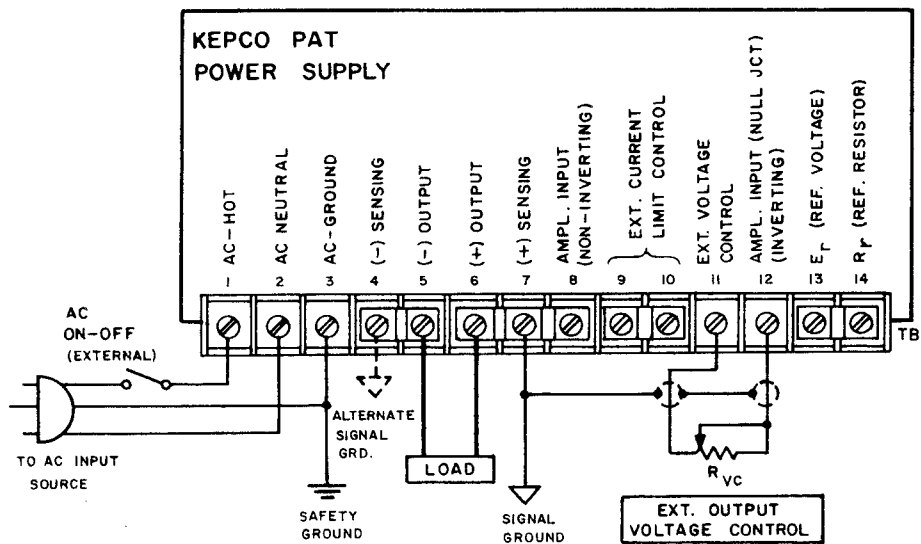 KEPCO PAT
POWER SUPPLY
AC-HOT
AC NEUTRAL
AC-GROUND
(-) SENSING
(-) OUTPUT
(+) OUTPUT
(+) SENSING
AMPL. INPUT
(NON-INVERTING)
EXT. CURRENT
LIMIT CONTROL
EXT. VOLTAGE
CONTROL
AMPL. INPUT (NULL JCT)
(INVERTING)
Er (REF. VOLTAGE)
Rr (REF. RESISTOR)
1 2 3 4 5 6 7 8 9 10 11 12 13 14
TB
AC
ON-OFF
(EXTERNAL)
TO AC INPUT
SOURCE
ALTERNATE
SIGNAL
GRD.
LOAD
SAFETY
GROUND
SIGNAL
GROUND
RVC
EXT. OUTPUT
VOLTAGE CONTROL